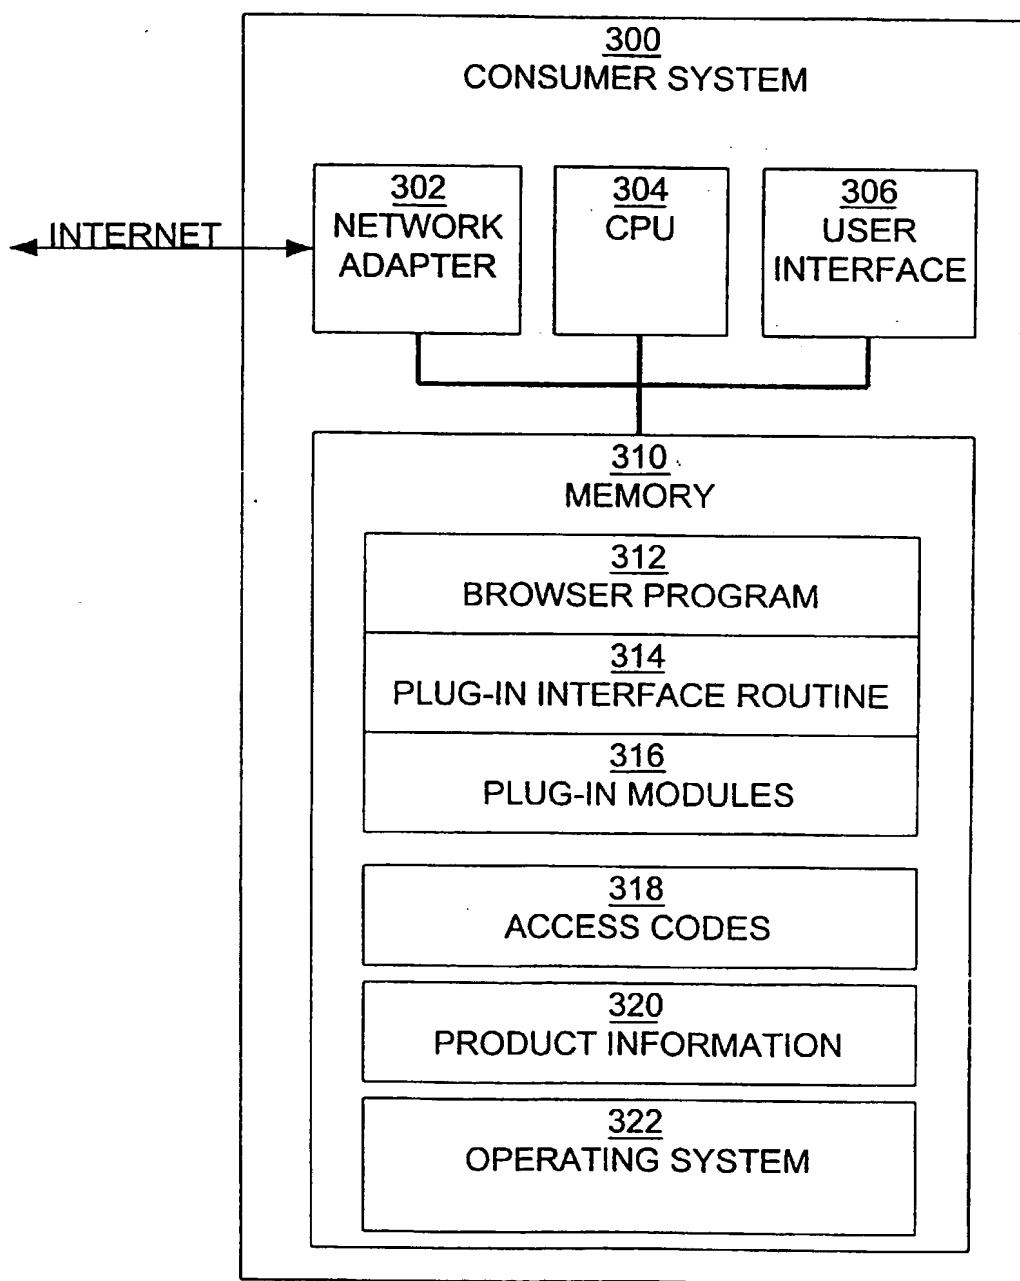 300
CONSUMER SYSTEM
INTERNET
302
NETWORK
ADAPTER
304
CPU
306
USER
INTERFACE
310
MEMORY
312
BROWSER PROGRAM
314
PLUG-IN INTERFACE ROUTINE
316
PLUG-IN MODULES
318
ACCESS CODES
320
PRODUCT INFORMATION
322
OPERATING SYSTEM